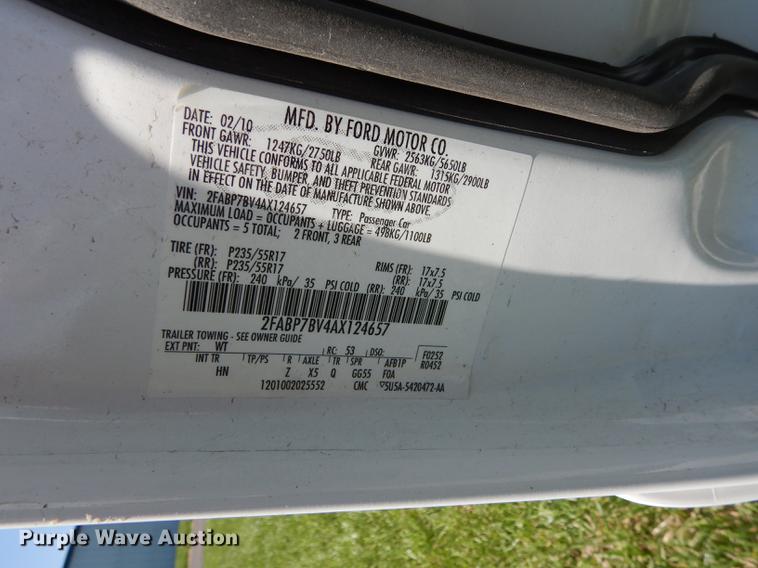 MFD. BY FORD MOTOR CO.
DATE: 02/10 GVWR: 2563KG/5650LB
FRONT GAWR: 1247KG/2750LB REAR GAWR: 1315KG/2900LB
THIS VEHICLE CONFORMS TO ALL APPLICABLE FEDERAL MOTOR
VEHICLE SAFETY, BUMPER, AND THEFT PREVENTION STANDARDS
IN EFFECT ON THE DATE OF MANUFACTURE SHOWN ABOVE.
VIN: 2FABP7BV4AX124657 TYPE: Passenger Car
MAXIMUM LOAD = OCCUPANTS + LUGGAGE = 498KG/1100LB
OCCUPANTS = 5 TOTAL; 2 FRONT, 3 REAR
TIRE (FR): P235/55R17 RIMS (FR): 17x7.5
(RR): P235/55R17 (RR): 17x7.5
PRESSURE (FR): 240 kPa/ 35 PSI COLD (RR): 240 kPa/ 35 PSI COLD
2FABP7BV4AX124657
TRAILER TOWING - SEE OWNER GUIDE
EXT PNT: WT RC: 53 DSO: F0252
INT TR TP/PS R AXLE TR SPR AFB1P R0452
HN Z X5 Q GG55 FOA
1201002025552 CMC ▽5U5A-5420472-AA
Purple Wave Auction